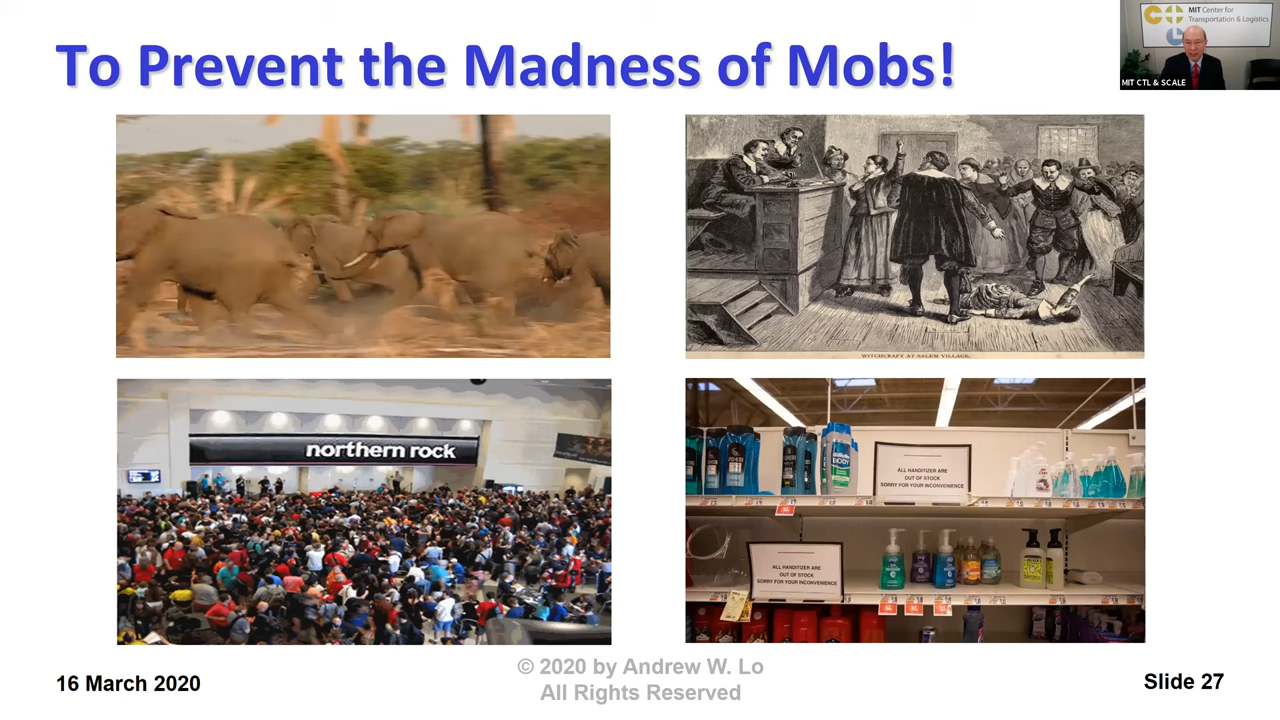 To Prevent the Madness of Mobs!
MIT Center for
Transportation & Logistics
MIT CTL & SCALE
WITCHCRAFT AT SALEM VILLAGE.
northern rock
ALL HANDITIZER ARE
OUT OF STOCK
SORRY FOR YOUR INCONVENIENCE
BODY
ALL HANDITIZER ARE
OUT OF STOCK
SORRY FOR YOUR INCONVENIENCE
16 March 2020
© 2020 by Andrew W. Lo
All Rights Reserved
Slide 27